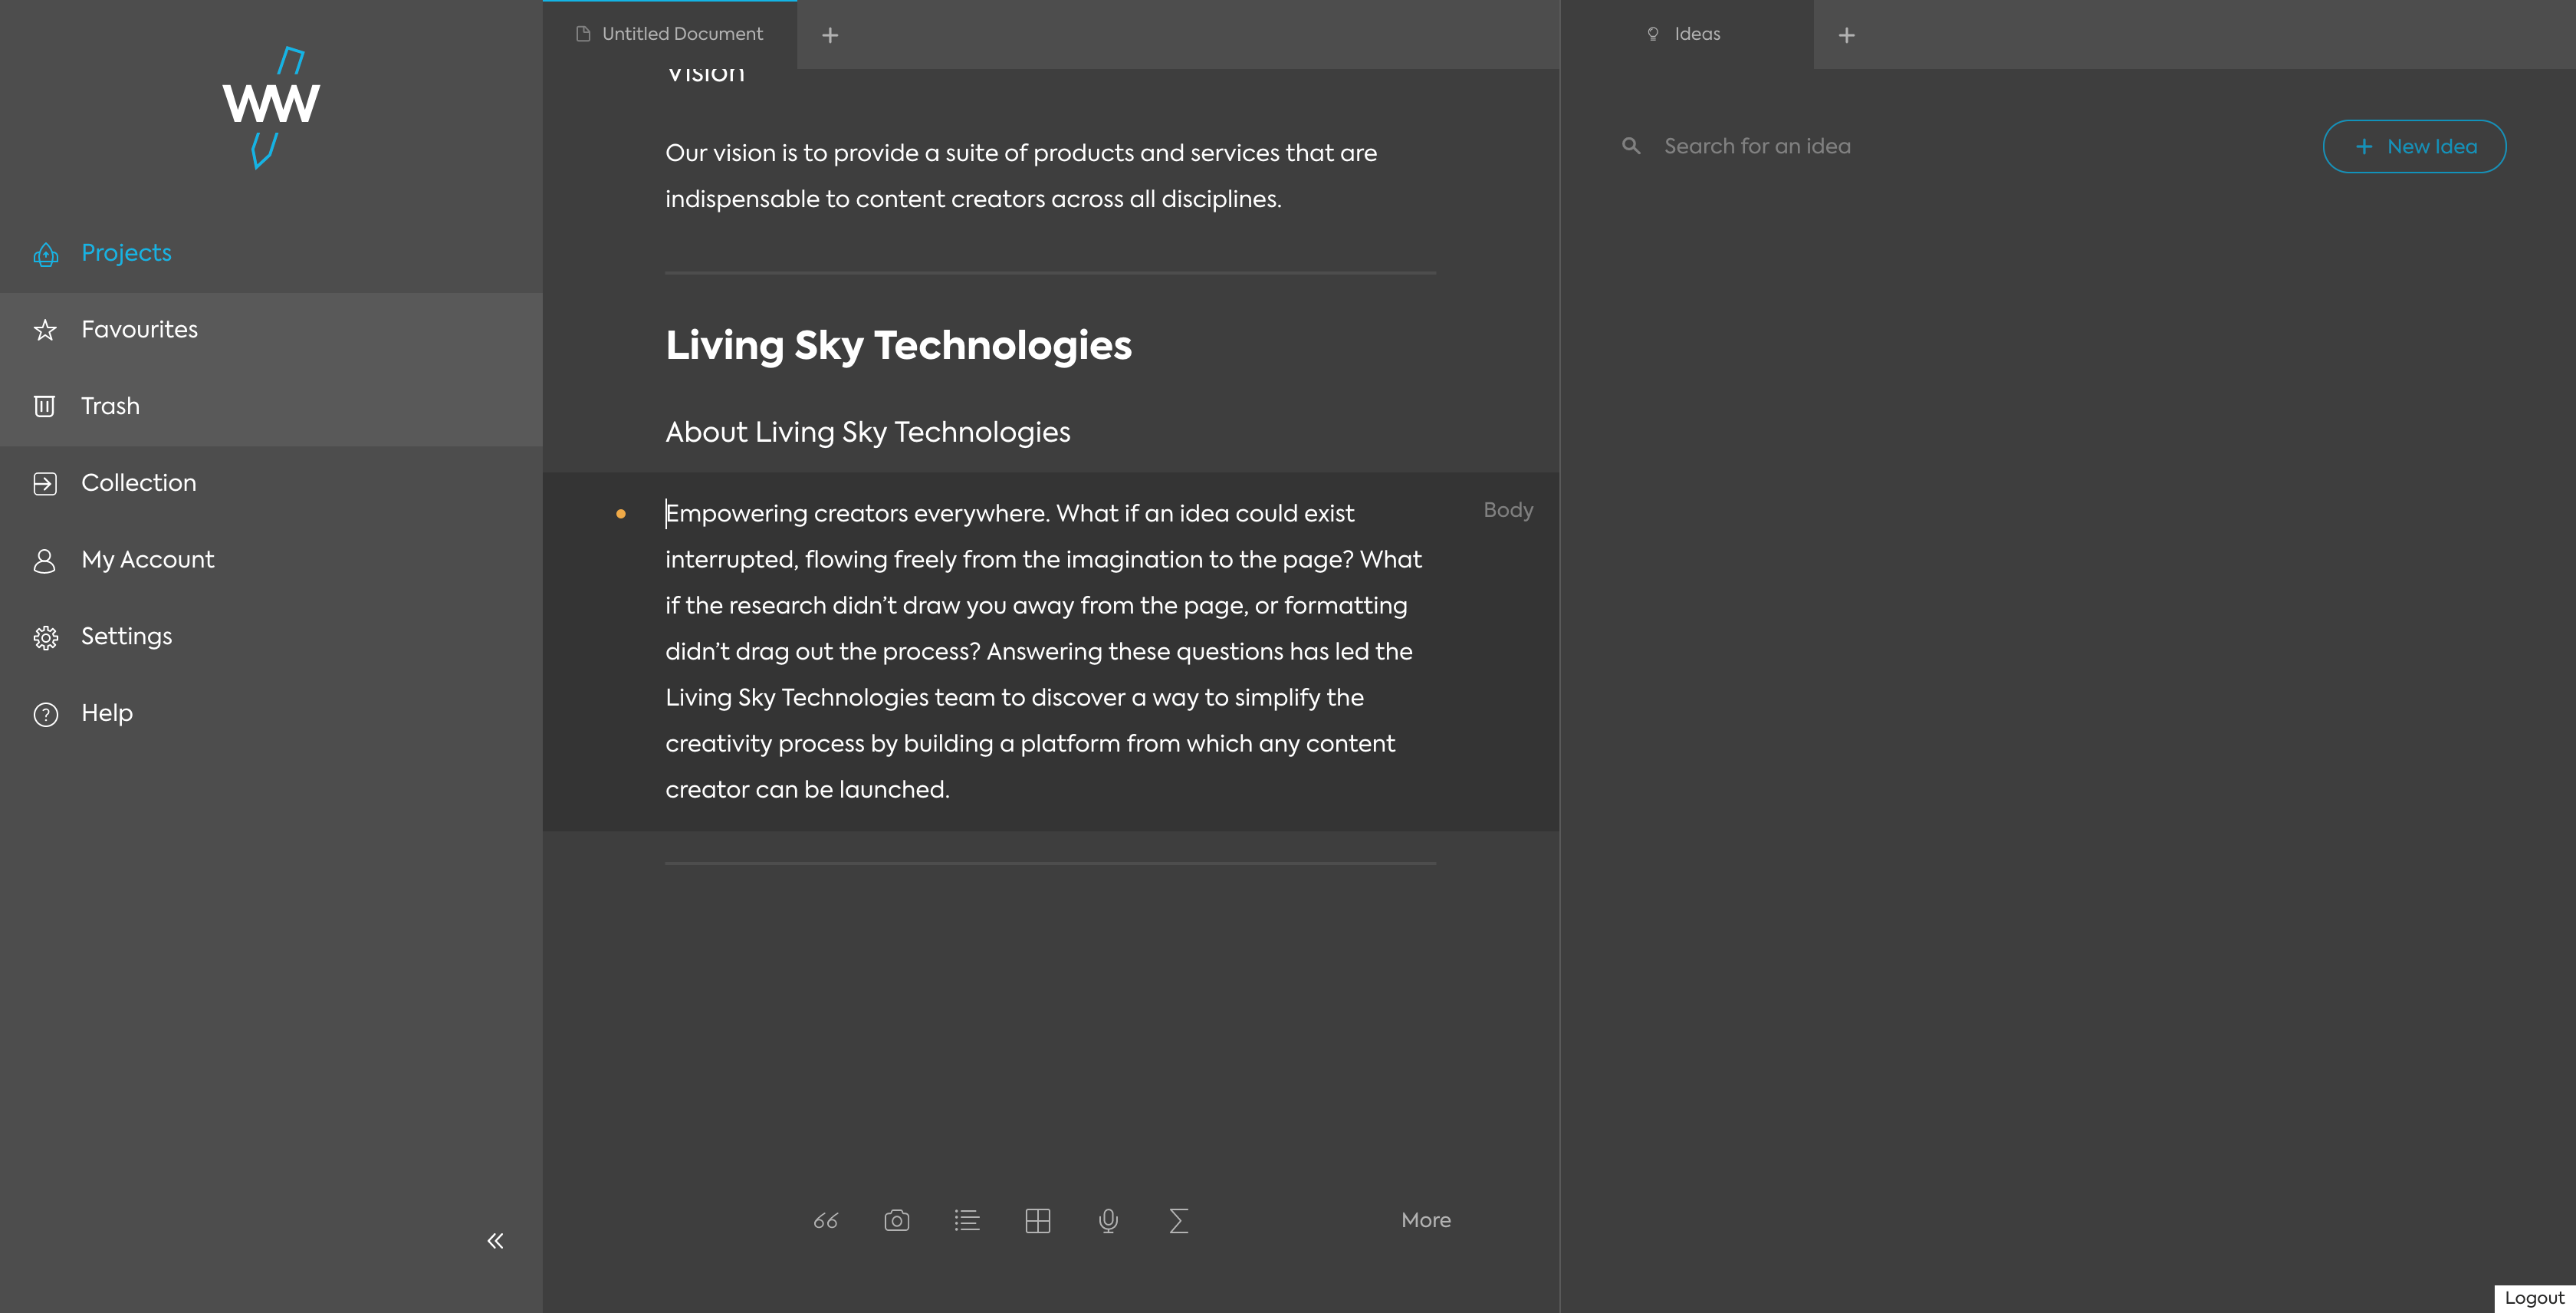 WW
Projects
Favourites
Trash
Collection
My Account
Settings
Help
Untitled Document
Vision
Our vision is to provide a suite of products and services that are
indispensable to content creators across all disciplines.
Living Sky Technologies
About Living Sky Technologies
Empowering creators everywhere. What if an idea could exist
Body
interrupted, flowing freely from the imagination to the page? What
if the research didn’t draw you away from the page, or formatting
didn’t drag out the process? Answering these questions has led the
Living Sky Technologies team to discover a way to simplify the
creativity process by building a platform from which any content
creator can be launched.
More
Ideas
Search for an idea
+ New Idea
Logout